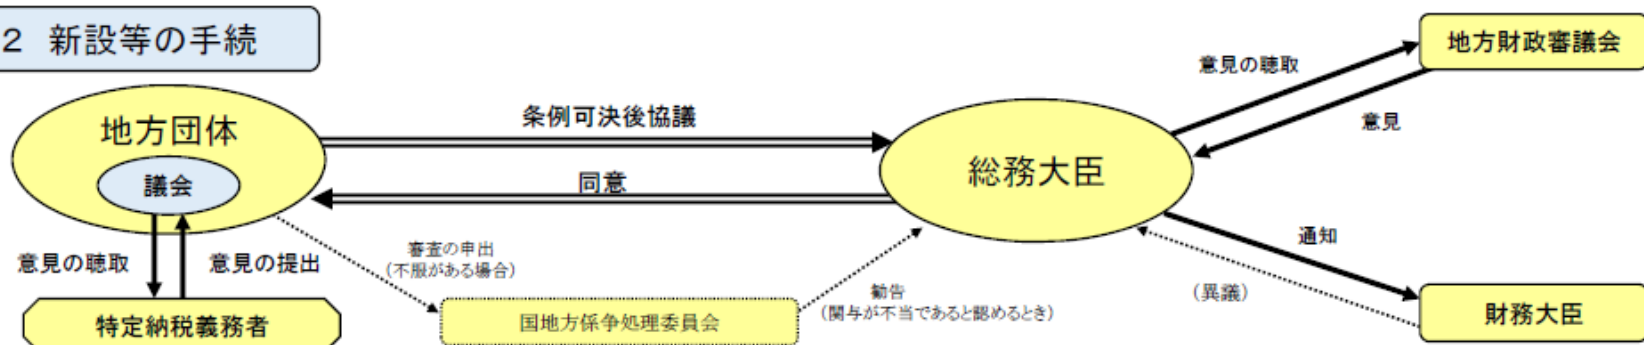 2 新設等の手続
地方財政審議会
意見の聴取
意見
地方団体
議会
条例可決後協議
同意
総務大臣
意見の聴取
意見の提出
審査の申出
(不服がある場合)
勧告
(関与が不当であると認めるとき)
通知
(異議)
特定納税義務者
国地方係争処理委員会
財務大臣